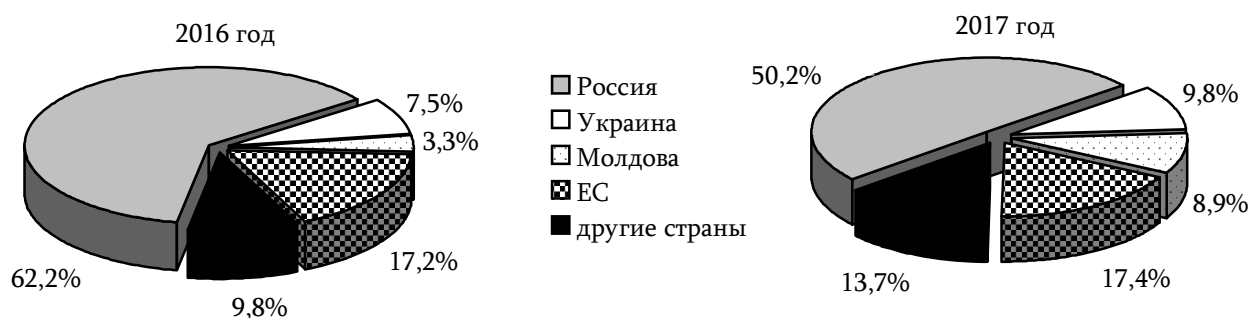 2016 год
7,5%
3,3%
17,2%
9,8%
62,2%
Россия
Украина
Молдова
ЕС
другие страны
2017 год
50,2%
9,8%
8,9%
17,4%
13,7%